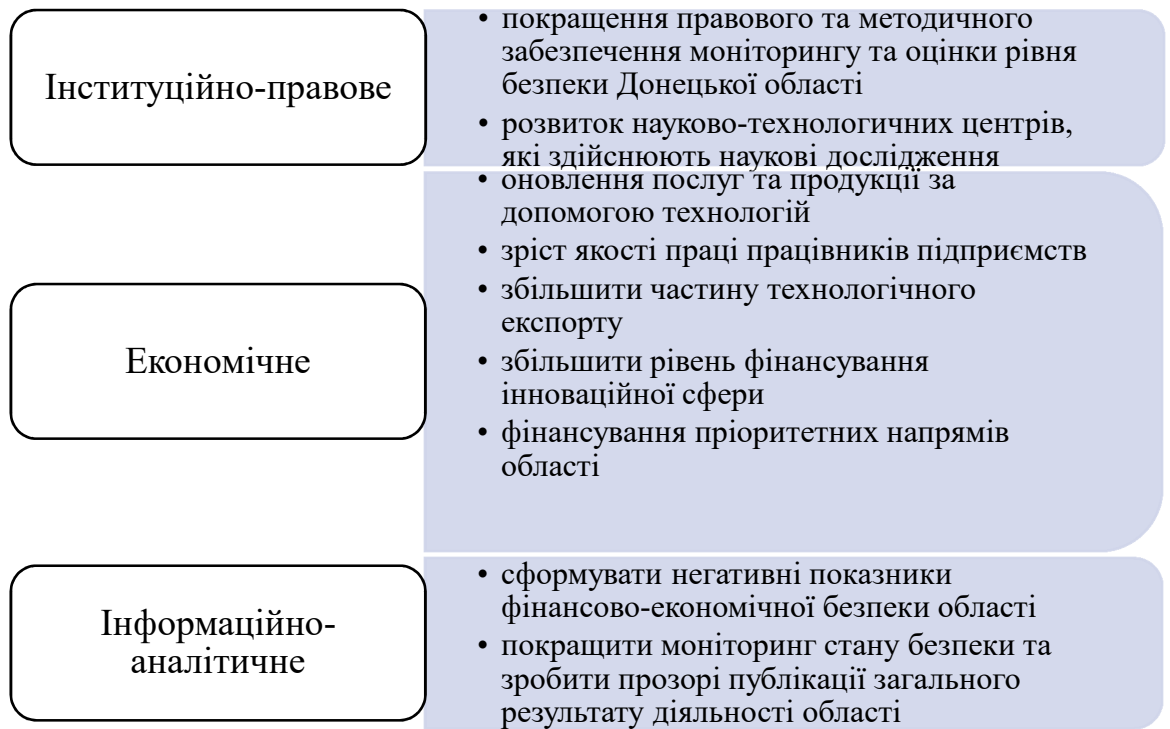 Інституційно-правове
• покращення правового та методичного
забезпечення моніторингу та оцінки рівня
безпеки Донецької області
• розвиток науково-технологичних центрів,
які здійснюють наукові дослідження
Економічне
• оновлення послуг та продукції за
допомогою технологій
• зріст якості праці працівників підприємств
• збільшити частину технологічного
експорту
• збільшити рівень фінансування
інноваційної сфери
• фінансування пріоритетних напрямів
області
Інформаційно-
аналітичне
• сформувати негативні показники
фінансово-економічної безпеки області
• покращити моніторинг стану безпеки та
зробити прозорі публікації загального
результату діяльності області